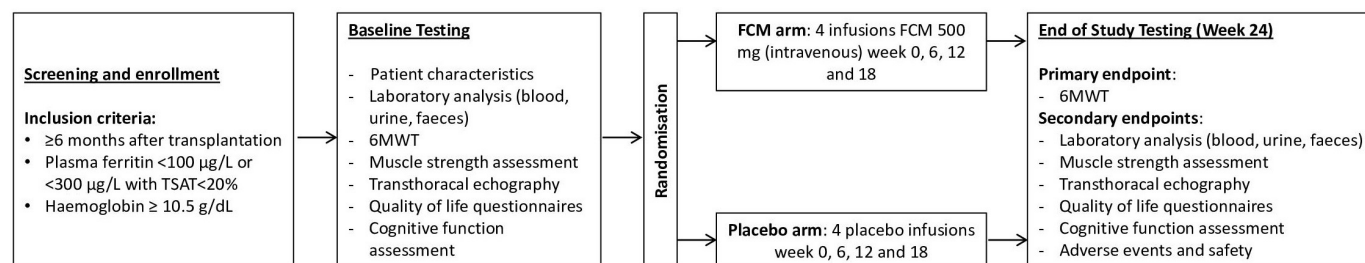 Screening and enrollment
Inclusion criteria:
• ≥6 months after transplantation
• Plasma ferritin <100 µg/L or
<300 µg/L with TSAT<20%
• Haemoglobin ≥ 10.5 g/dL
Baseline Testing
- Patient characteristics
- Laboratory analysis (blood,
urine, faeces)
- 6MWT
- Muscle strength assessment
- Transthoracal echography
- Quality of life questionnaires
- Cognitive function
assessment
Randomisation
FCM arm: 4 infusions FCM 500
mg (intravenous) week 0, 6, 12
and 18
Placebo arm: 4 placebo infusions
week 0, 6, 12 and 18
End of Study Testing (Week 24)
Primary endpoint:
- 6MWT
Secondary endpoints:
- Laboratory analysis (blood, urine, faeces)
- Muscle strength assessment
- Transthoracal echography
- Quality of life questionnaires
- Cognitive function assessment
- Adverse events and safety